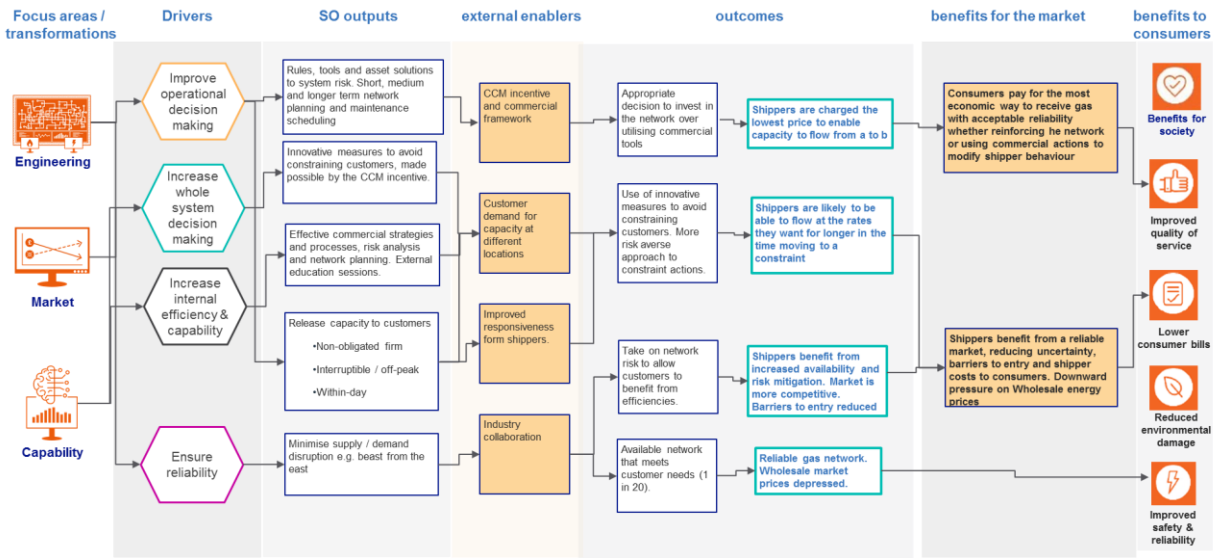 Focus areas /
transformations
Drivers
SO outputs
external enablers
outcomes
benefits for the market
benefits to
consumers
Engineering
Market
Capability
Improve
operational
decision
making
Increase
whole
system
decision
making
Increase
internal
efficiency &
capability
Ensure
reliability
Rules, tools and asset solutions
to system risk. Short, medium
and longer term network
planning and maintenance
scheduling
Innovative measures to avoid
constraining customers, made
possible by the CCM incentive.
Effective commercial strategies
and processes, risk analysis
and network planning. External
education sessions.
Release capacity to customers
•Non-obligated firm
•Interruptible / off-peak
•Within-day
Minimise supply / demand
disruption e.g. beast from the
east
CCM incentive
and commercial
framework
Customer
demand for
capacity at
different
locations
Improved
responsiveness
form shippers.
Industry
collaboration
Appropriate
decision to invest in
the network over
utilising commercial
tools
Use of innovative
measures to avoid
constraining
customers. More
risk averse
approach to
constraint actions.
Take on network
risk to allow
customers to
benefit from
efficiencies.
Available network
that meets
customer needs (1
in 20).
Shippers are charged the
lowest price to enable
capacity to flow from a to b
Shippers are likely to be
able to flow at the rates
they want for longer in the
time moving to a
constraint
Shippers benefit from
increased availability and
risk mitigation. Market is
more competitive.
Barriers to entry reduced
Reliable gas network.
Wholesale market
prices depressed.
Consumers pay for the most
economic way to receive gas
with acceptable reliability
whether reinforcing he network
or using commercial actions to
modify shipper behaviour
Shippers benefit from a reliable
market, reducing uncertainty,
barriers to entry and shipper
costs to consumers. Downward
pressure on Wholesale energy
prices
Benefits for
society
Improved
quality of
service
Lower
consumer bills
Reduced
environmental
damage
Improved
safety &
reliability